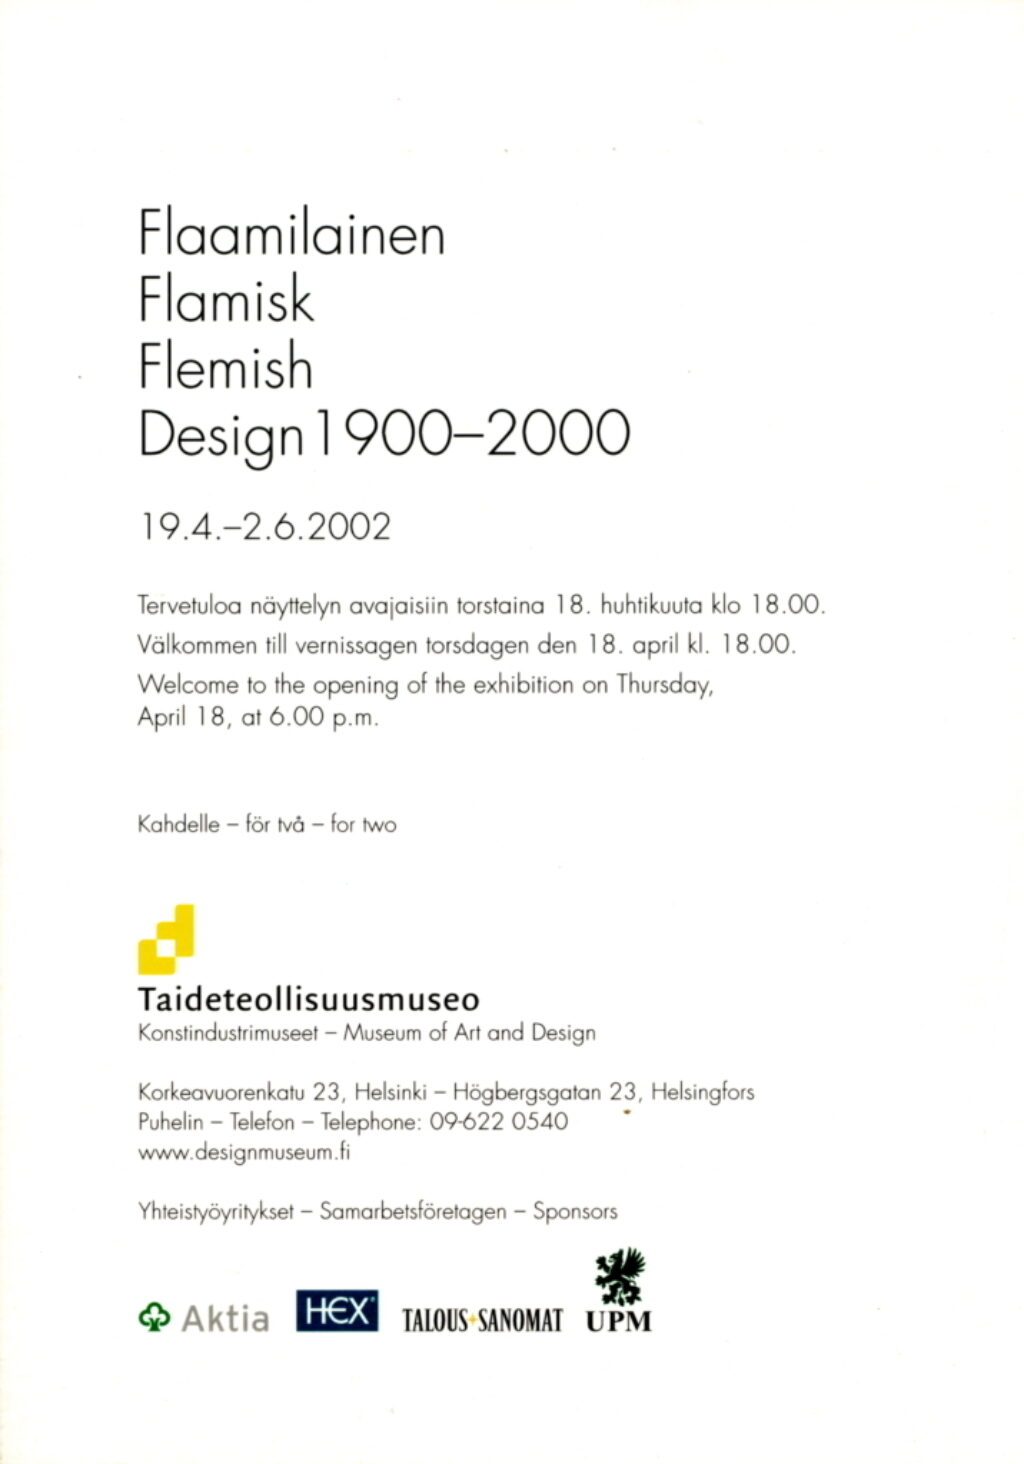 Flaamilainen
Flamisk
Flemish
Design 1900–2000
19.4.–2.6.2002
Tervetuloa näyttelyn avajaisiin torstaina 18. huhtikuuta klo 18.00.
Välkommen till vernissagen torsdagen den 18. april kl. 18.00.
Welcome to the opening of the exhibition on Thursday,
April 18, at 6.00 p.m.
Kahdelle – för två – for two
Taideteollisuusmuseo
Konstindustrimuseet – Museum of Art and Design
Korkeavuorenkatu 23, Helsinki – Högbergsgatan 23, Helsingfors
Puhelin – Telefon – Telephone: 09-622 0540
www.designmuseum.fi
Yhteistyöyritykset – Samarbetsföretagen – Sponsors
Aktia HEX TALOUS+SANOMAT UPM